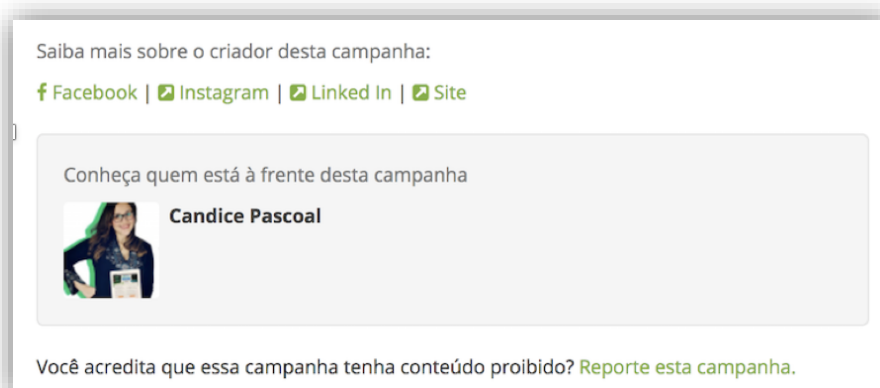 Saiba mais sobre o criador desta campanha:
Facebook | Instagram | Linked In | Site
Conheça quem está à frente desta campanha
Candice Pascoal
Você acredita que essa campanha tenha conteúdo proibido? Reporte esta campanha.